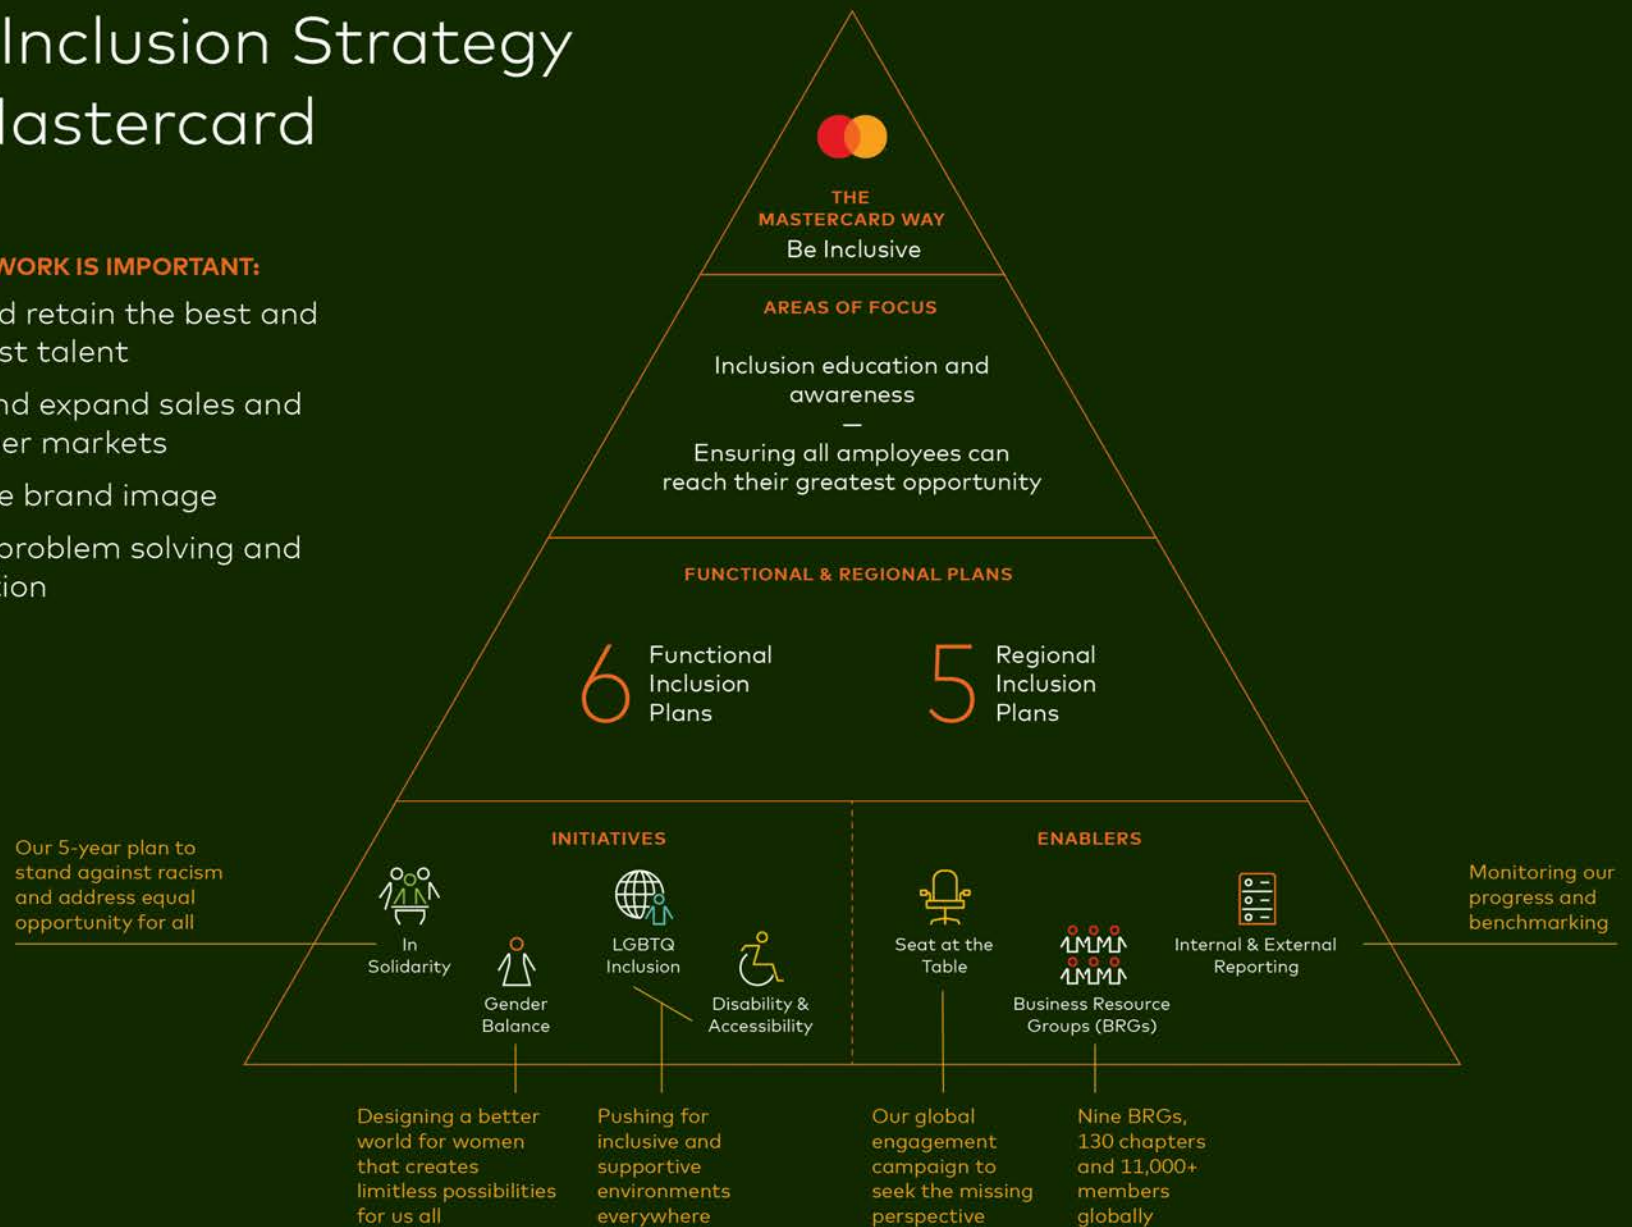 Inclusion Strategy
Mastercard
WORK IS IMPORTANT:
d retain the best and
st talent
nd expand sales and
er markets
e brand image
problem solving and
tion
THE
MASTERCARD WAY
Be Inclusive
AREAS OF FOCUS
Inclusion education and
awareness
—
Ensuring all amployees can
reach their greatest opportunity
FUNCTIONAL & REGIONAL PLANS
6
Functional
Inclusion
Plans
5
Regional
Inclusion
Plans
INITIATIVES
Our 5-year plan to
stand against racism
and address equal
opportunity for all
In
Solidarity
Gender
Balance
LGBTQ
Inclusion
Disability &
Accessibility
ENABLERS
Seat at the
Table
Business Resource
Groups (BRGs)
Internal & External
Reporting
Monitoring our
progress and
benchmarking
Designing a better
world for women
that creates
limitless possibilities
for us all
Pushing for
inclusive and
supportive
environments
everywhere
Our global
engagement
campaign to
seek the missing
perspective
Nine BRGs,
130 chapters
and 11,000+
members
globally